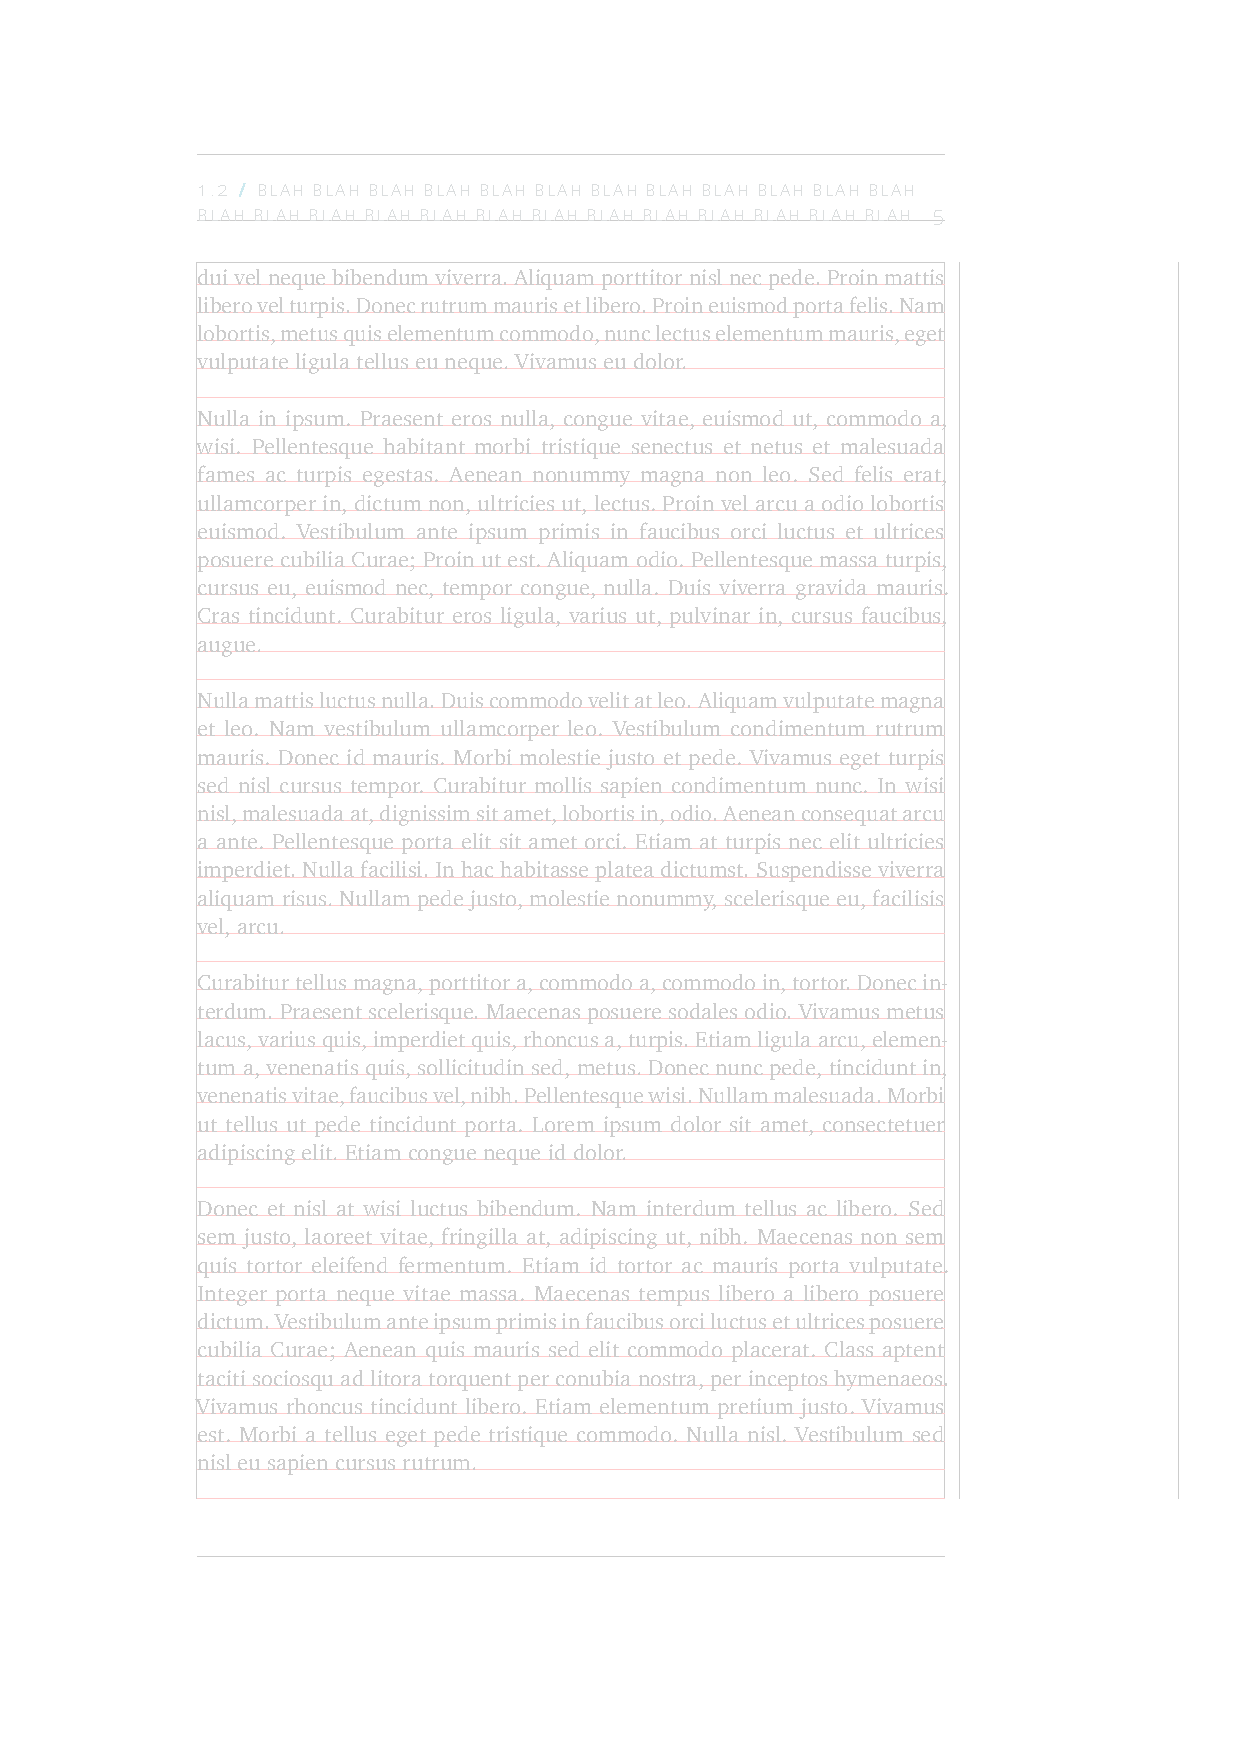 1.2 / BLAH BLAH BLAH BLAH BLAH BLAH BLAH BLAH BLAH BLAH BLAH BLAH
BLAH BLAH BLAH BLAH BLAH BLAH BLAH BLAH BLAH BLAH BLAH BLAH BLAH 5
dui vel neque bibendum viverra. Aliquam porttitor nisl nec pede. Proin mattis
libero vel turpis. Donec rutrum mauris et libero. Proin euismod porta felis. Nam
lobortis, metus quis elementum commodo, nunc lectus elementum mauris, eget
vulputate ligula tellus eu neque. Vivamus eu dolor.
Nulla in ipsum. Praesent eros nulla, congue vitae, euismod ut, commodo a,
wisi. Pellentesque habitant morbi tristique senectus et netus et malesuada
fames ac turpis egestas. Aenean nonummy magna non leo. Sed felis erat,
ullamcorper in, dictum non, ultricies ut, lectus. Proin vel arcu a odio lobortis
euismod. Vestibulum ante ipsum primis in faucibus orci luctus et ultrices
posuere cubilia Curae; Proin ut est. Aliquam odio. Pellentesque massa turpis,
cursus eu, euismod nec, tempor congue, nulla. Duis viverra gravida mauris.
Cras tincidunt. Curabitur eros ligula, varius ut, pulvinar in, cursus faucibus,
augue.
Nulla mattis luctus nulla. Duis commodo velit at leo. Aliquam vulputate magna
et leo. Nam vestibulum ullamcorper leo. Vestibulum condimentum rutrum
mauris. Donec id mauris. Morbi molestie justo et pede. Vivamus eget turpis
sed nisl cursus tempor. Curabitur mollis sapien condimentum nunc. In wisi
nisl, malesuada at, dignissim sit amet, lobortis in, odio. Aenean consequat arcu
a ante. Pellentesque porta elit sit amet orci. Etiam at turpis nec elit ultricies
imperdiet. Nulla facilisi. In hac habitasse platea dictumst. Suspendisse viverra
aliquam risus. Nullam pede justo, molestie nonummy, scelerisque eu, facilisis
vel, arcu.
Curabitur tellus magna, porttitor a, commodo a, commodo in, tortor. Donec in-
terdum. Praesent scelerisque. Maecenas posuere sodales odio. Vivamus metus
lacus, varius quis, imperdiet quis, rhoncus a, turpis. Etiam ligula arcu, elemen-
tum a, venenatis quis, sollicitudin sed, metus. Donec nunc pede, tincidunt in,
venenatis vitae, faucibus vel, nibh. Pellentesque wisi. Nullam malesuada. Morbi
ut tellus ut pede tincidunt porta. Lorem ipsum dolor sit amet, consectetuer
adipiscing elit. Etiam congue neque id dolor.
Donec et nisl at wisi luctus bibendum. Nam interdum tellus ac libero. Sed
sem justo, laoreet vitae, fringilla at, adipiscing ut, nibh. Maecenas non sem
quis tortor eleifend fermentum. Etiam id tortor ac mauris porta vulputate.
Integer porta neque vitae massa. Maecenas tempus libero a libero posuere
dictum. Vestibulum ante ipsum primis in faucibus orci luctus et ultrices posuere
cubilia Curae; Aenean quis mauris sed elit commodo placerat. Class aptent
taciti sociosqu ad litora torquent per conubia nostra, per inceptos hymenaeos.
Vivamus rhoncus tincidunt libero. Etiam elementum pretium justo. Vivamus
est. Morbi a tellus eget pede tristique commodo. Nulla nisl. Vestibulum sed
nisl eu sapien cursus rutrum.